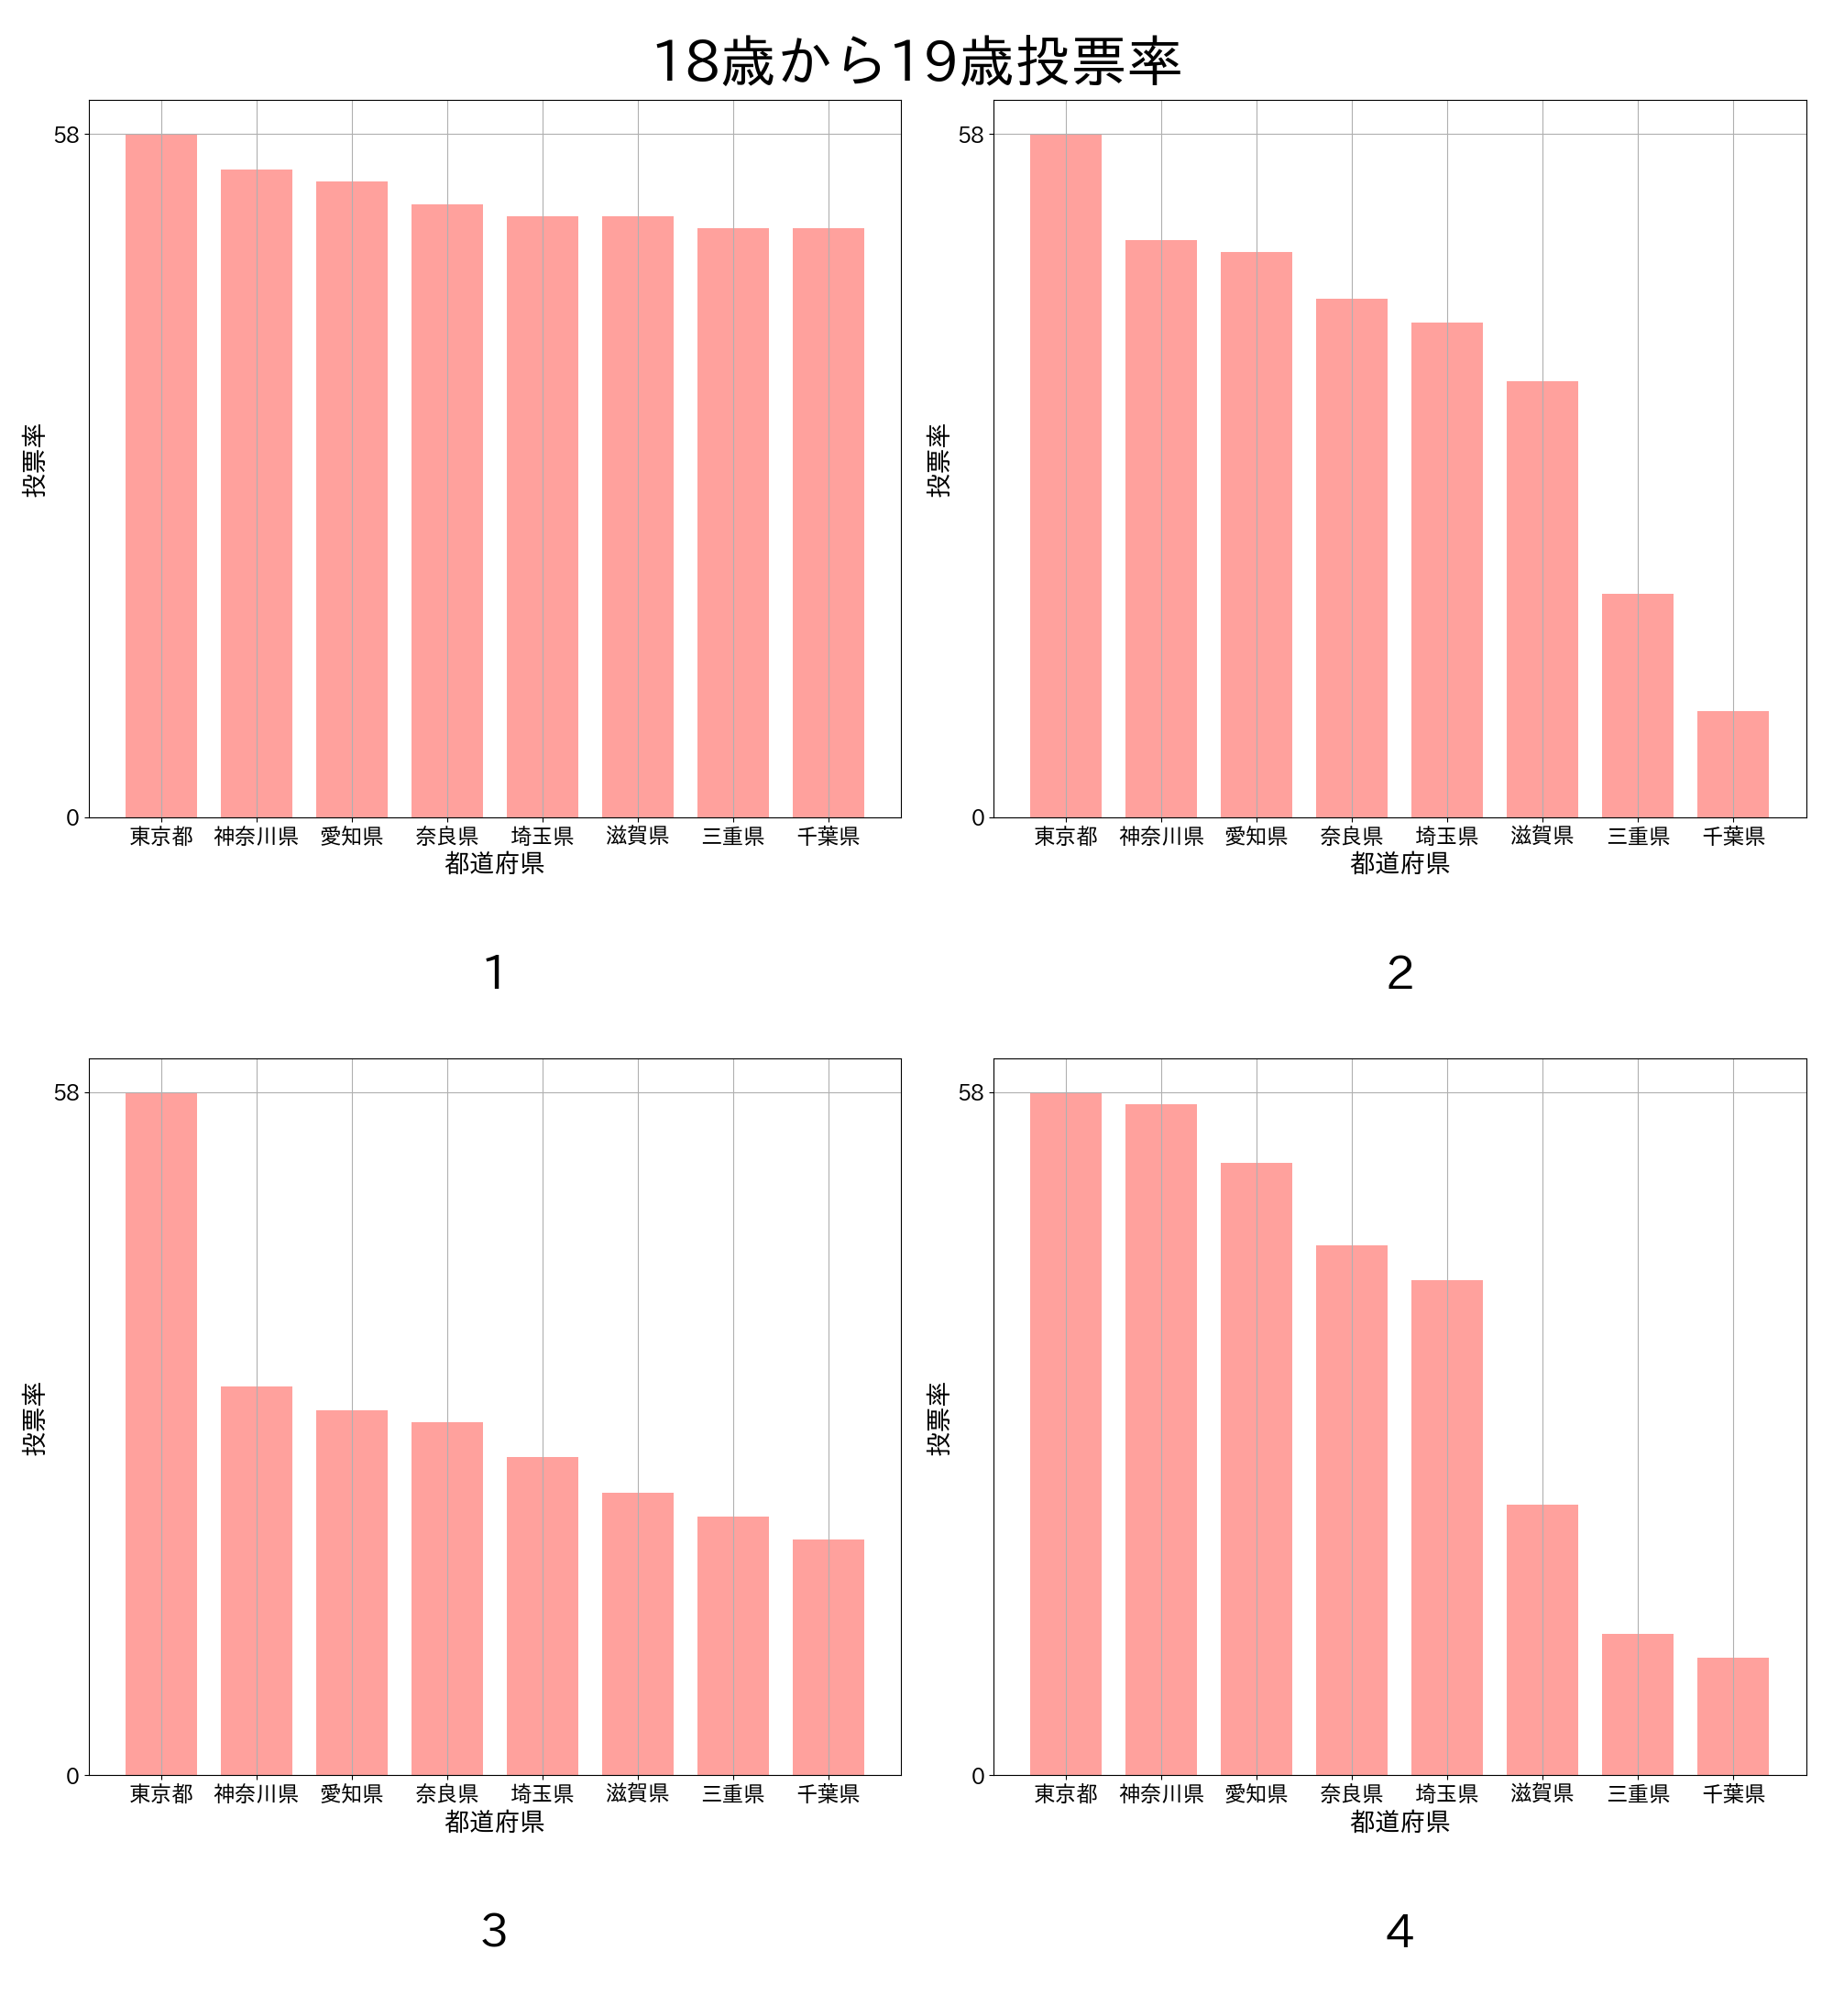 18歳から19歳投票率
58
0
投票率
東京都 神奈川県 愛知県 奈良県 埼玉県 滋賀県 三重県 千葉県
都道府県
1
58
0
投票率
東京都 神奈川県 愛知県 奈良県 埼玉県 滋賀県 三重県 千葉県
都道府県
2
58
0
投票率
東京都 神奈川県 愛知県 奈良県 埼玉県 滋賀県 三重県 千葉県
都道府県
3
58
0
投票率
東京都 神奈川県 愛知県 奈良県 埼玉県 滋賀県 三重県 千葉県
都道府県
4